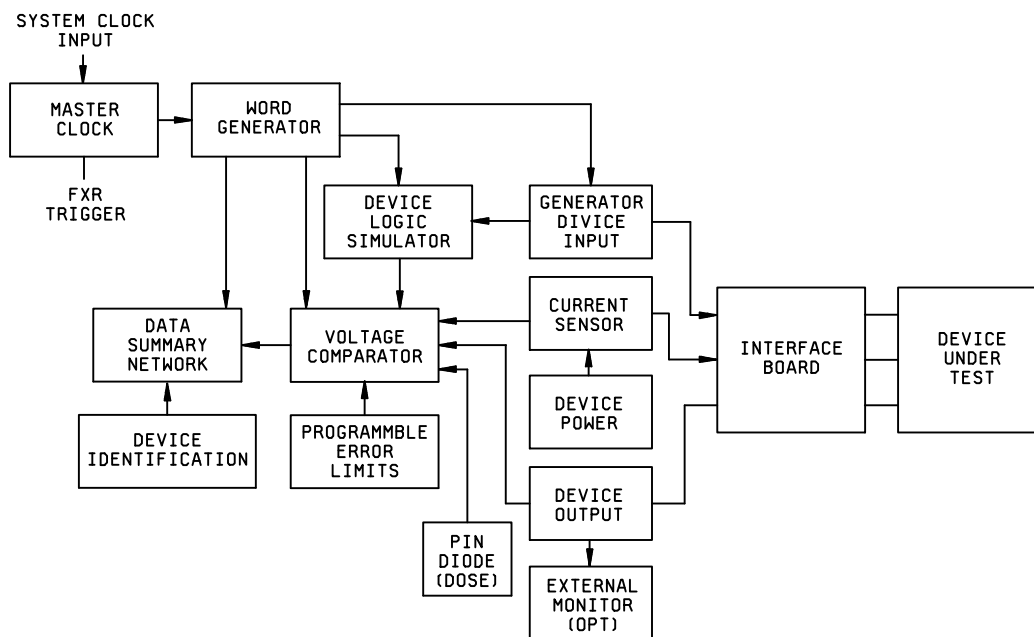 SYSTEM CLOCK
INPUT
MASTER
CLOCK
FXR
TRIGGER
WORD
GENERATOR
DEVICE
LOGIC
SIMULATOR
GENERATOR
DIVICE
INPUT
DATA
SUMMARY
NETWORK
VOLTAGE
COMPARATOR
CURRENT
SENSOR
INTERFACE
BOARD
DEVICE
UNDER
TEST
DEVICE
IDENTIFICATION
PROGRAMMBLE
ERROR
LIMITS
DEVICE
POWER
PIN
DIODE
(DOSE)
DEVICE
OUTPUT
EXTERNAL
MONITOR
(OPT)